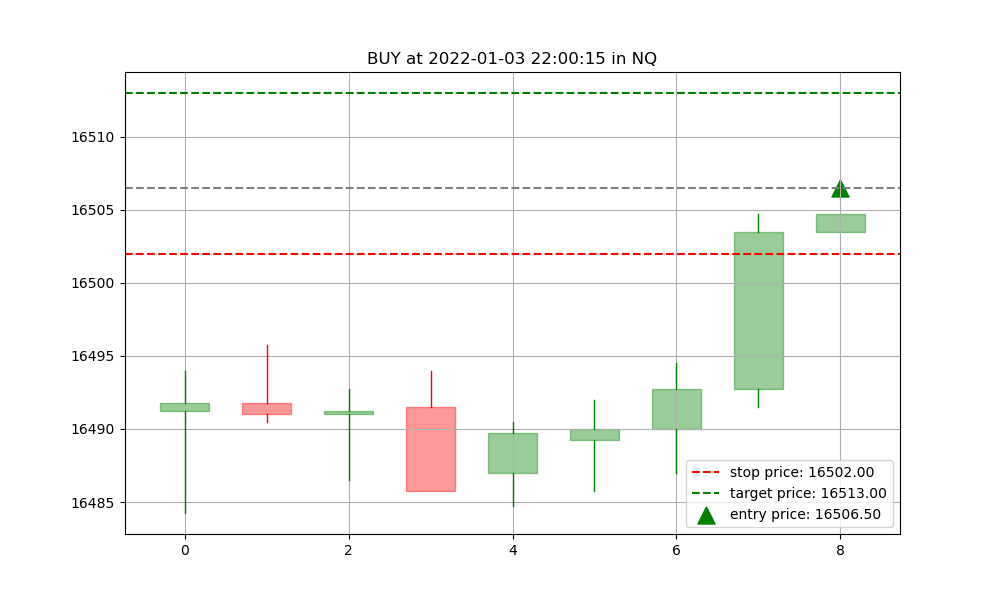 BUY at 2022-01-03 22:00:15 in NQ
16510
16505
16500
16495
16490
16485
stop price: 16502.00
target price: 16513.00
entry price: 16506.50
0 2 4 6 8